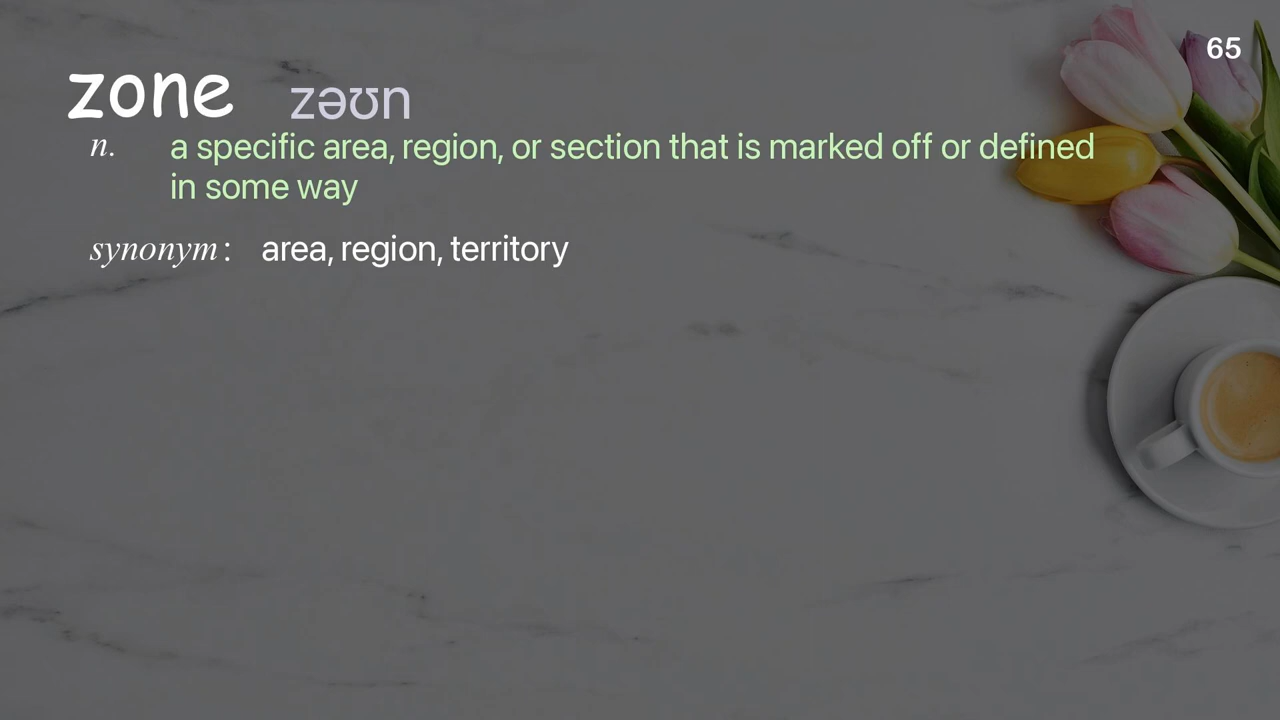 65
zone zəʊn
n. a specific area, region, or section that is marked off or defined
in some way
synonym: area, region, territory